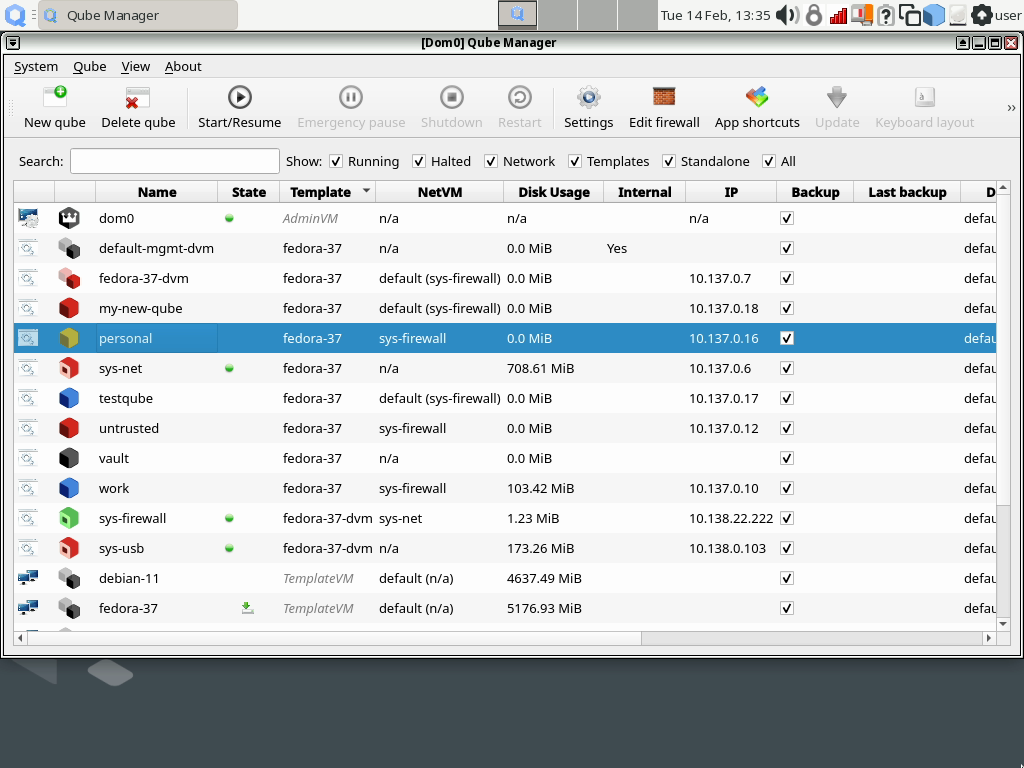 Qube Manager Tue 14 Feb, 13:35 user
[Dom0] Qube Manager
System Qube View About
New qube Delete qube Start/Resume Emergency pause Shutdown Restart Settings Edit firewall App shortcuts Update Keyboard layout
Search: Show: Running Halted Network Templates Standalone All
Name State Template NetVM Disk Usage Internal IP Backup Last backup D
dom0 AdminVM n/a n/a n/a defau
default-mgmt-dvm fedora-37 n/a 0.0 MiB Yes defau
fedora-37-dvm fedora-37 default (sys-firewall) 0.0 MiB 10.137.0.7 defau
my-new-qube fedora-37 default (sys-firewall) 0.0 MiB 10.137.0.18 defau
personal fedora-37 sys-firewall 0.0 MiB 10.137.0.16 defau
sys-net fedora-37 n/a 708.61 MiB 10.137.0.6 defau
testqube fedora-37 default (sys-firewall) 0.0 MiB 10.137.0.17 defau
untrusted fedora-37 sys-firewall 0.0 MiB 10.137.0.12 defau
vault fedora-37 n/a 0.0 MiB defau
work fedora-37 sys-firewall 103.42 MiB 10.137.0.10 defau
sys-firewall fedora-37-dvm sys-net 1.23 MiB 10.138.22.222 defau
sys-usb fedora-37-dvm n/a 173.26 MiB 10.138.0.103 defau
debian-11 TemplateVM default (n/a) 4637.49 MiB defau
fedora-37 TemplateVM default (n/a) 5176.93 MiB defau